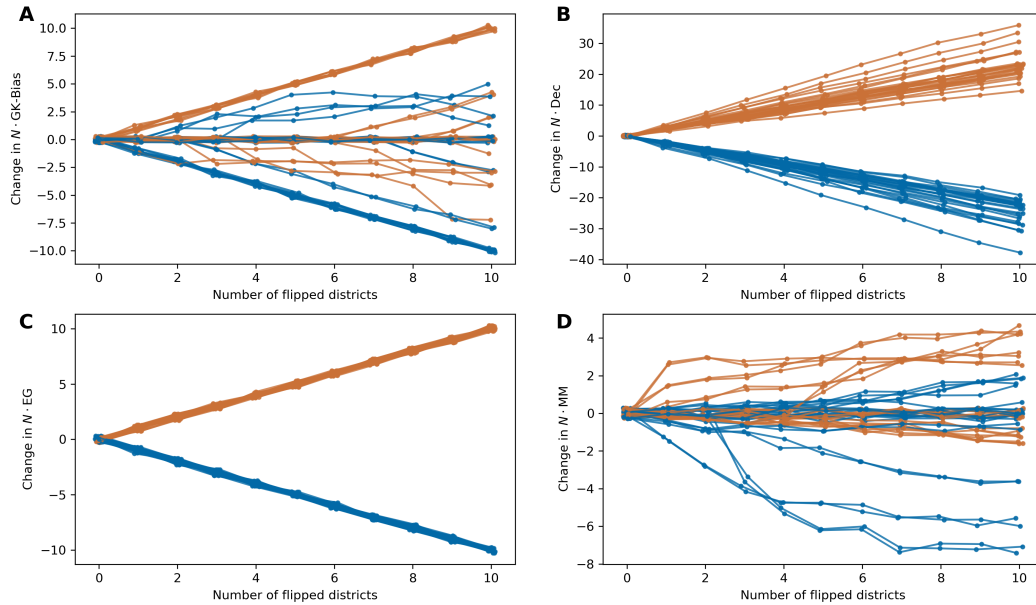 A
10.0
7.5
5.0
2.5
0.0
−2.5
−5.0
−7.5
−10.0
Change in N · GK-Bias
0 2 4 6 8 10
Number of flipped districts
B
30
20
10
0
−10
−20
−30
−40
Change in N · Dec
0 2 4 6 8 10
Number of flipped districts
C
10
5
0
−5
−10
Change in N · EG
0 2 4 6 8 10
Number of flipped districts
D
4
2
0
−2
−4
−6
−8
Change in N · MM
0 2 4 6 8 10
Number of flipped districts